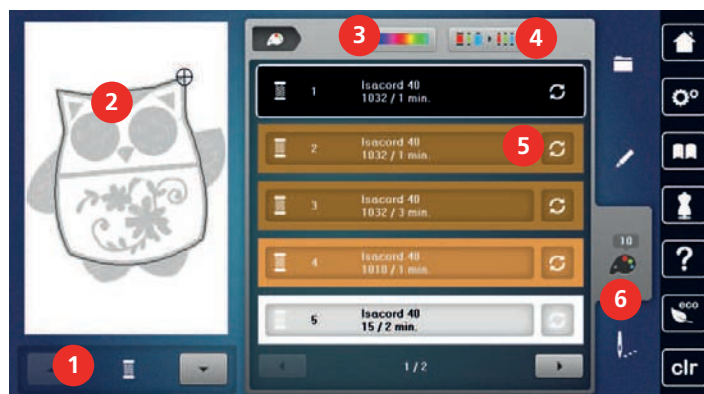 3
4
2
1
Isacord 40
1032 / 1 min.
2
Isacord 40
1032 / 1 min.
5
3
Isacord 40
1032 / 3 min.
10
4
Isacord 40
1010 / 1 min.
?
6
5
Isacord 40
15 / 2 min.
eco
1
1 / 2
clr